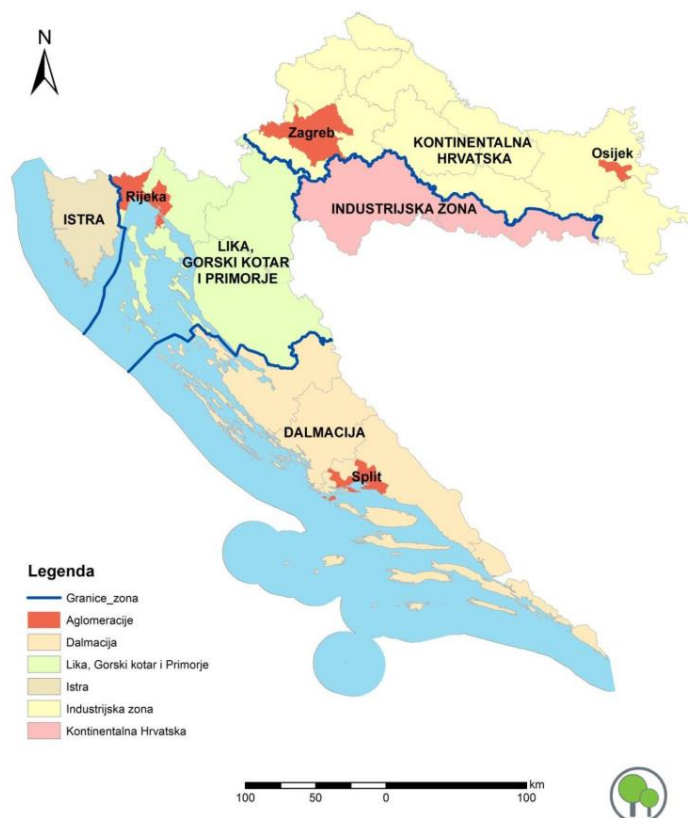 N
Zagreb
KONTINENTALNA
HRVATSKA
Osijek
Rijeka
ISTRA
INDUSTRIJSKA ZONA
LIKA,
GORSKI KOTAR
I PRIMORJE
DALMACIJA
Split
Legenda
Granice_zona
Aglomeracije
Dalmacija
Lika, Gorski kotar i Primorje
Istra
Industrijska zona
Kontinentalna Hrvatska
km
100 50 0 100